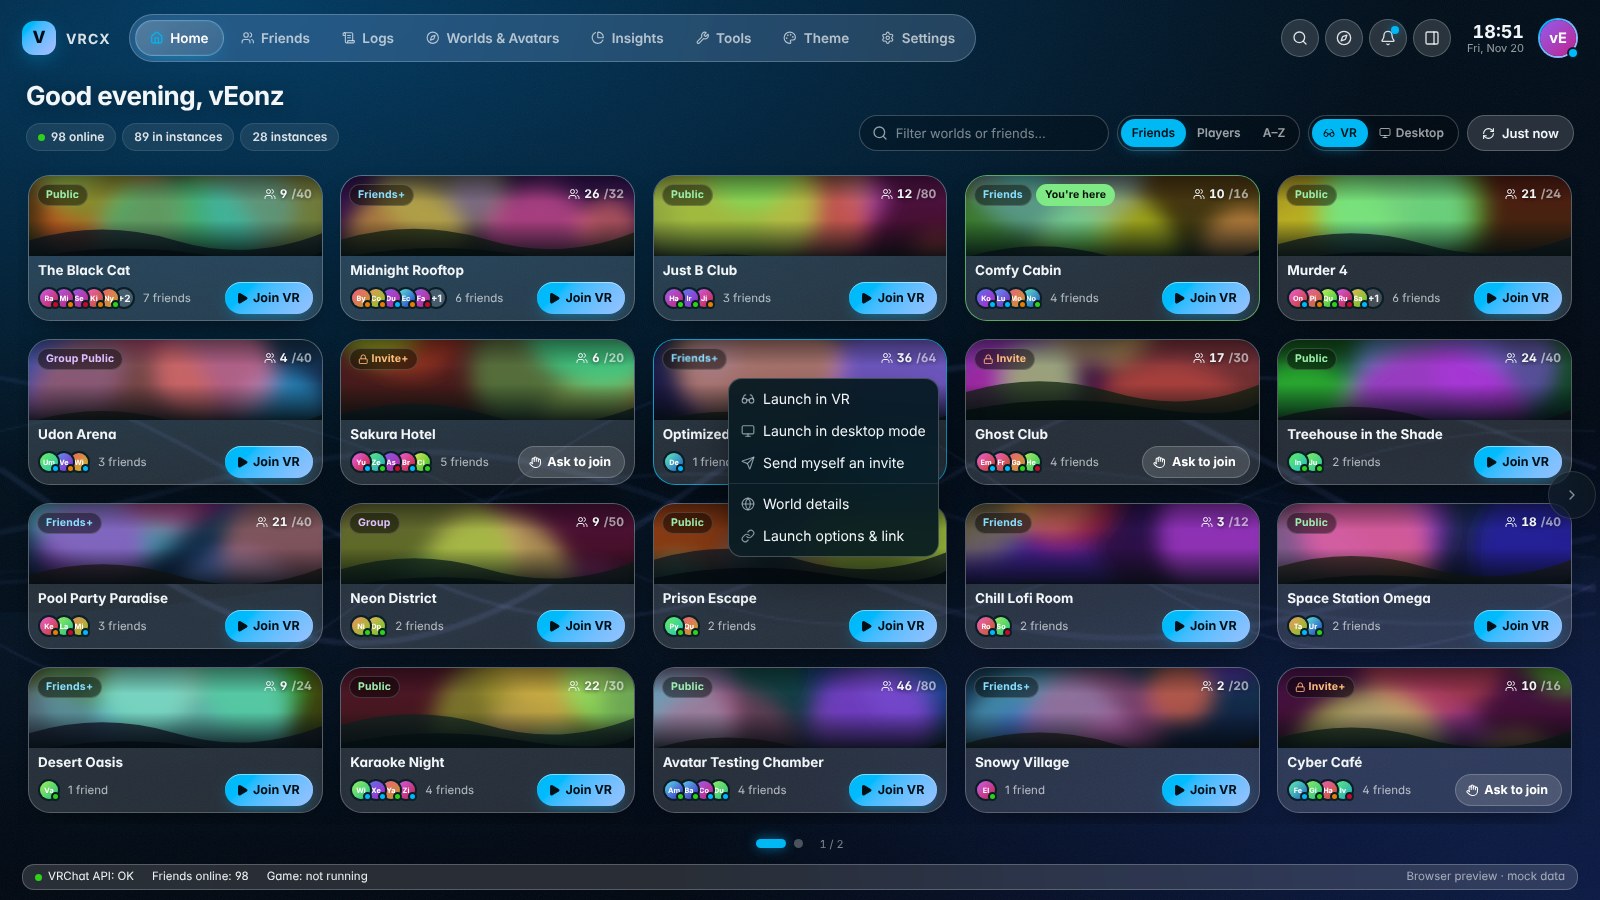 V VRCX Home Friends Logs Worlds & Avatars Insights Tools Theme Settings 18:51 vE
Fri, Nov 20
Good evening, vEonz
98 online 89 in instances 28 instances Filter worlds or friends... Friends Players A–Z VR Desktop Just now
Public 9 /40 Friends+ 26 /32 Public 12 /80 Friends You're here 10 /16 Public 21 /24
The Black Cat Midnight Rooftop Just B Club Comfy Cabin Murder 4
+2 7 friends Join VR +1 6 friends Join VR 3 friends Join VR 4 friends Join VR +1 6 friends Join VR
Group Public 4 /40 Invite+ 6 /20 Friends+ 36 /64 Invite 17 /30 Public 24 /40
Udon Arena Sakura Hotel Optimized Ghost Club Treehouse in the Shade
3 friends Join VR 5 friends Ask to join 1 4 friends Ask to join 2 friends Join VR
Launch in VR
Launch in desktop mode
Send myself an invite
World details
Launch options & link
Friends+ 21 /40 Group 9 /50 Public Friends 3 /12 Public 18 /40
Pool Party Paradise Neon District Prison Escape Chill Lofi Room Space Station Omega
3 friends Join VR 2 friends Join VR 2 friends Join VR 2 friends Join VR 2 friends Join VR
Friends+ 9 /24 Public 22 /30 Public 46 /80 Friends+ 2 /20 Invite+ 10 /16
Desert Oasis Karaoke Night Avatar Testing Chamber Snowy Village Cyber Café
1 friend Join VR 4 friends Join VR 4 friends Join VR 1 friend Join VR 4 friends Ask to join
1 / 2
VRChat API: OK Friends online: 98 Game: not running Browser preview · mock data